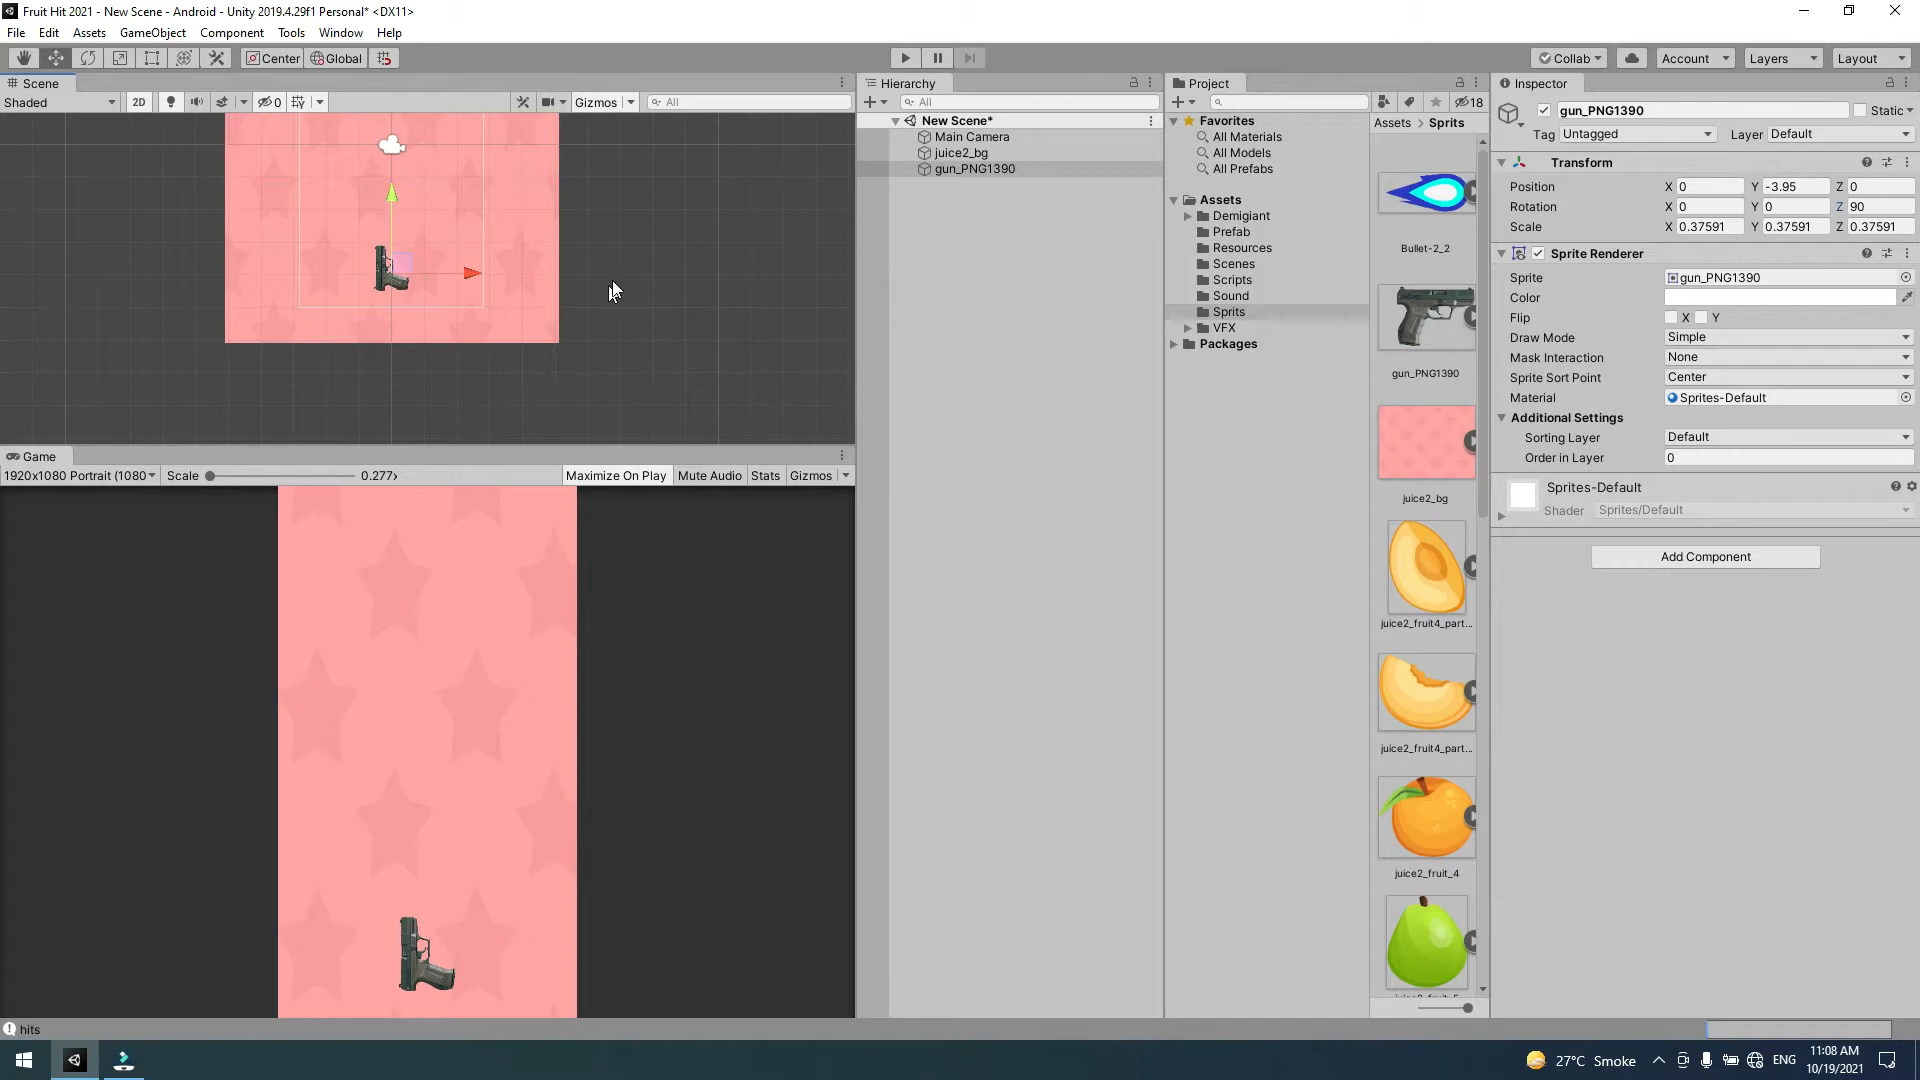 Fruit Hit 2021 - New Scene - Android - Unity 2019.4.29f1 Personal* <DX11>
File Edit Assets GameObject Component Tools Window Help
Center Global
Collab Account Layers Layout
Scene
Shaded 2D 0 Gizmos All
Game
1920x1080 Portrait (1080 Scale 0.277x Maximize On Play Mute Audio Stats Gizmos
Hierarchy
All
New Scene*
Main Camera
juice2_bg
gun_PNG1390
Project
18
Favorites
All Materials
All Models
All Prefabs
Assets
Demigiant
Prefab
Resources
Scenes
Scripts
Sound
Sprits
VFX
Packages
Assets Sprits
Bullet-2_2
gun_PNG1390
juice2_bg
juice2_fruit4_part...
juice2_fruit4_part...
juice2_fruit_4
Inspector
gun_PNG1390 Static
Tag Untagged Layer Default
Transform
Position X 0 Y -3.95 Z 0
Rotation X 0 Y 0 Z 90
Scale X 0.37591 Y 0.37591 Z 0.37591
Sprite Renderer
Sprite gun_PNG1390
Color
Flip X Y
Draw Mode Simple
Mask Interaction None
Sprite Sort Point Center
Material Sprites-Default
Additional Settings
Sorting Layer Default
Order in Layer 0
Sprites-Default
Shader Sprites/Default
Add Component
hits
27°C Smoke ENG
11:08 AM
10/19/2021